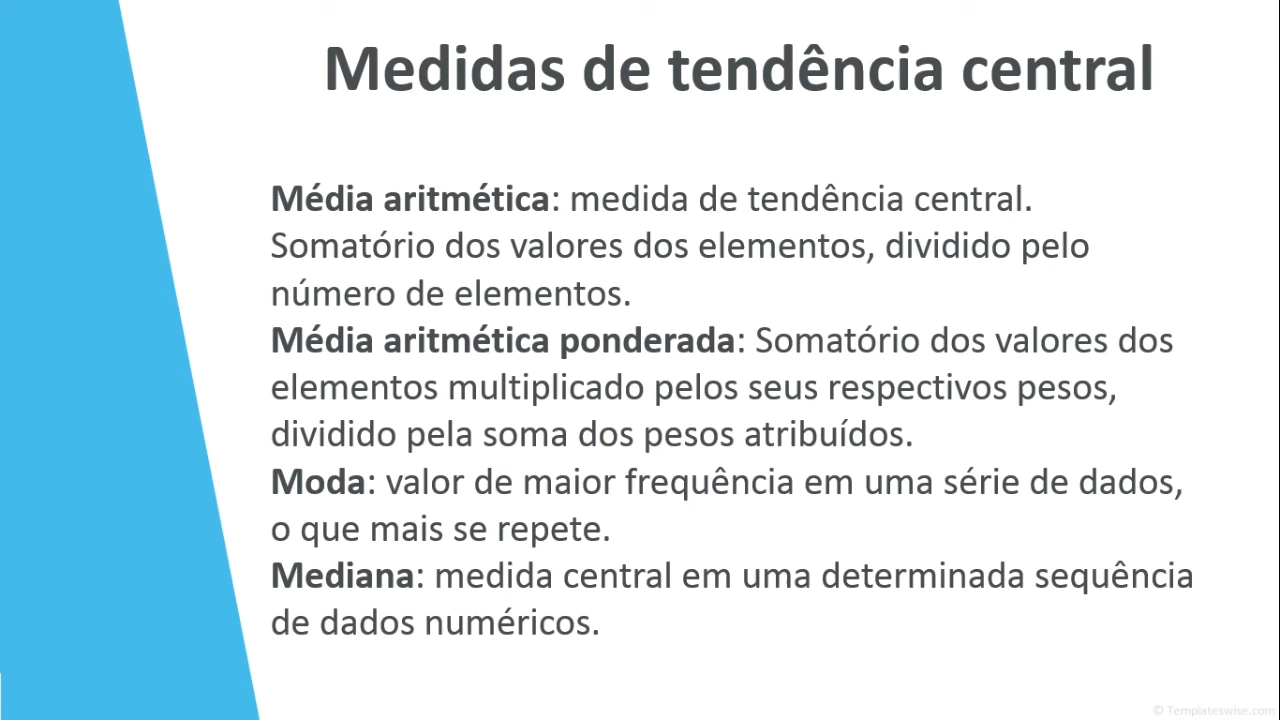 Medidas de tendência central
Média aritmética: medida de tendência central.
Somatório dos valores dos elementos, dividido pelo
número de elementos.
Média aritmética ponderada: Somatório dos valores dos
elementos multiplicado pelos seus respectivos pesos,
dividido pela soma dos pesos atribuídos.
Moda: valor de maior frequência em uma série de dados,
o que mais se repete.
Mediana: medida central em uma determinada sequência
de dados numéricos.
© Templateswise.com